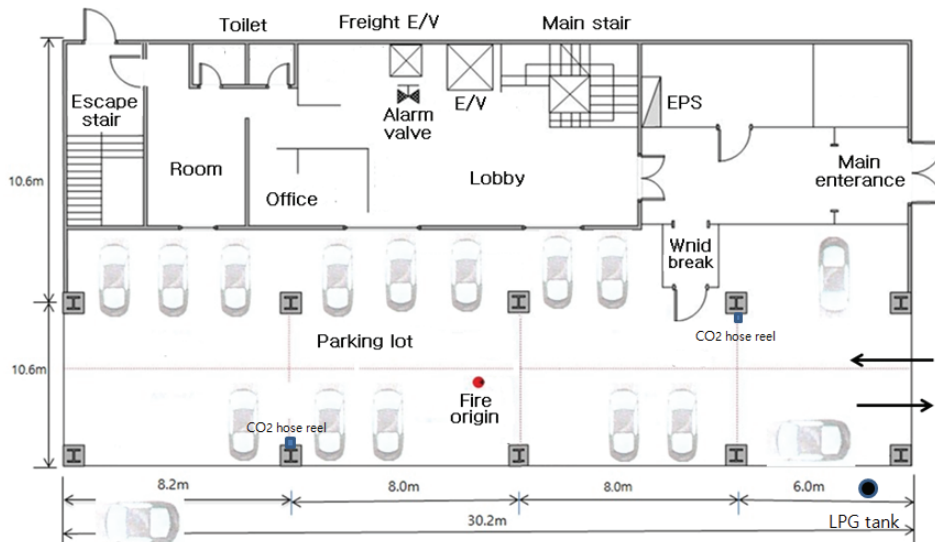 Toilet
Freight E/V
Main stair
Escape
stair
E/V
EPS
Alarm
valve
Room
Lobby
Main
enterance
10.6m
Office
Wnid
break
CO2 hose reel
Parking lot
10.6m
Fire
origin
CO2 hose reel
8.2m
8.0m
8.0m
6.0m
30.2m
LPG tank